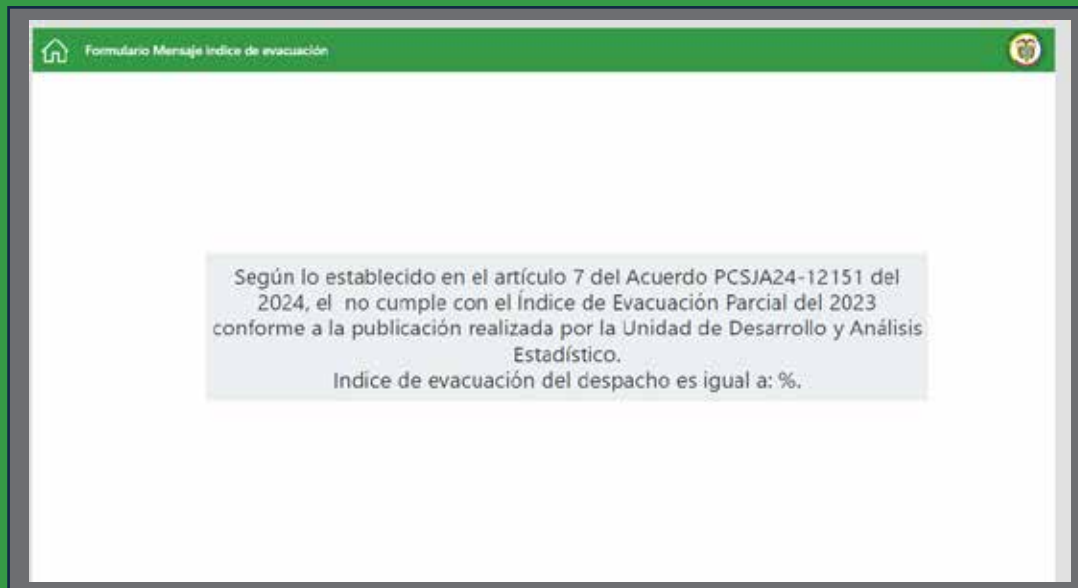 Formulario Mensaje indice de evacuación
Según lo establecido en el artículo 7 del Acuerdo PCSJA24-12151 del
2024, el  no cumple con el Índice de Evacuación Parcial del 2023
conforme a la publicación realizada por la Unidad de Desarrollo y Análisis
Estadístico.
Indice de evacuación del despacho es igual a: %.